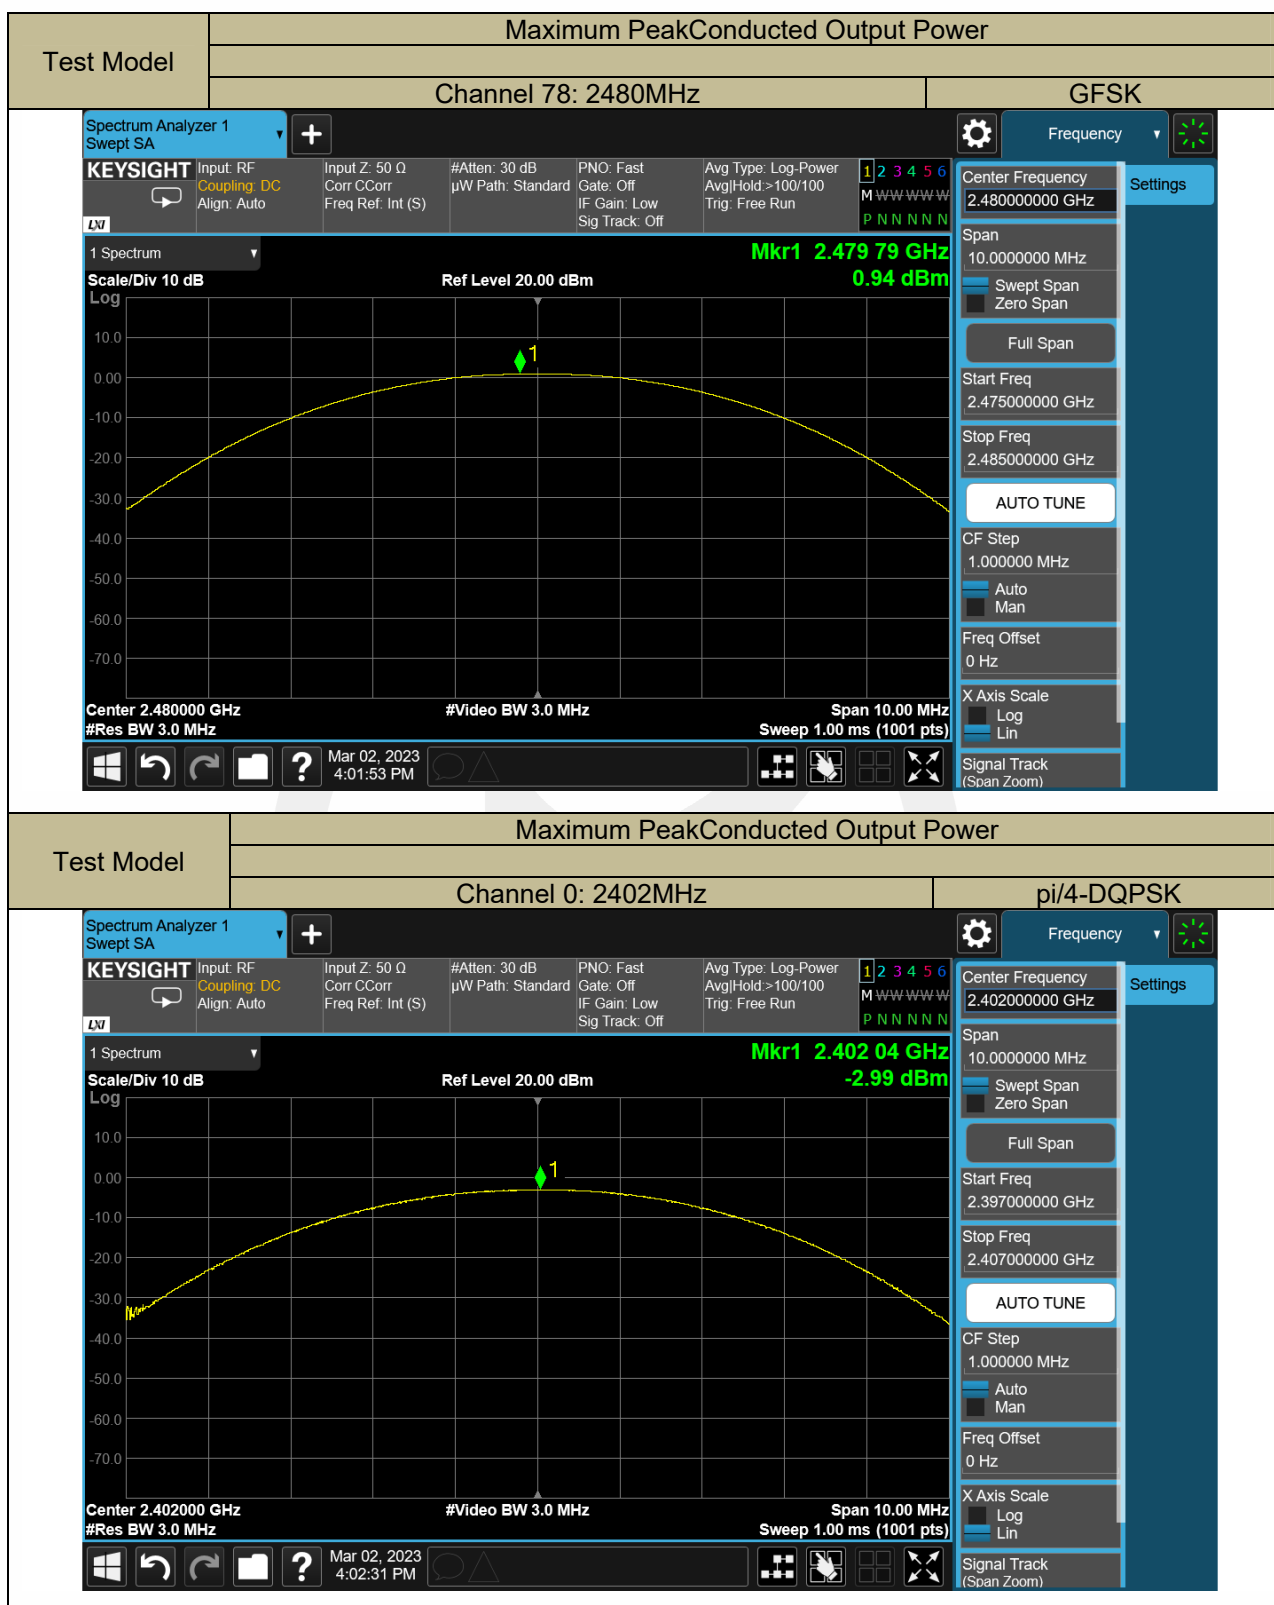 Test Model
Maximum PeakConducted Output Power
Channel 78: 2480MHz
GFSK
Spectrum Analyzer 1
Swept SA
Frequency
KEYSIGHT
LXI
Input: RF
Coupling: DC
Align: Auto
Input Z: 50 Ω
Corr CCorr
Freq Ref: Int (S)
#Atten: 30 dB
µW Path: Standard
PNO: Fast
Gate: Off
IF Gain: Low
Sig Track: Off
Avg Type: Log-Power
Avg|Hold:>100/100
Trig: Free Run
1 2 3 4 5 6
M W W W W W
P N N N N N
1 Spectrum
Scale/Div 10 dB
Log
Ref Level 20.00 dBm
Mkr1 2.479 79 GHz
0.94 dBm
1
10.0
0.00
-10.0
-20.0
-30.0
-40.0
-50.0
-60.0
-70.0
Center 2.480000 GHz
#Video BW 3.0 MHz
Span 10.00 MHz
#Res BW 3.0 MHz
Sweep 1.00 ms (1001 pts)
Mar 02, 2023
4:01:53 PM
Center Frequency
2.480000000 GHz
Settings
Span
10.0000000 MHz
Swept Span
Zero Span
Full Span
Start Freq
2.475000000 GHz
Stop Freq
2.485000000 GHz
AUTO TUNE
CF Step
1.000000 MHz
Auto
Man
Freq Offset
0 Hz
X Axis Scale
Log
Lin
Signal Track
(Span Zoom)
Test Model
Maximum PeakConducted Output Power
Channel 0: 2402MHz
pi/4-DQPSK
Spectrum Analyzer 1
Swept SA
Frequency
KEYSIGHT
LXI
Input: RF
Coupling: DC
Align: Auto
Input Z: 50 Ω
Corr CCorr
Freq Ref: Int (S)
#Atten: 30 dB
µW Path: Standard
PNO: Fast
Gate: Off
IF Gain: Low
Sig Track: Off
Avg Type: Log-Power
Avg|Hold:>100/100
Trig: Free Run
1 2 3 4 5 6
M W W W W W
P N N N N N
1 Spectrum
Scale/Div 10 dB
Log
Ref Level 20.00 dBm
Mkr1 2.402 04 GHz
-2.99 dBm
1
10.0
0.00
-10.0
-20.0
-30.0
-40.0
-50.0
-60.0
-70.0
Center 2.402000 GHz
#Video BW 3.0 MHz
Span 10.00 MHz
#Res BW 3.0 MHz
Sweep 1.00 ms (1001 pts)
Mar 02, 2023
4:02:31 PM
Center Frequency
2.402000000 GHz
Settings
Span
10.0000000 MHz
Swept Span
Zero Span
Full Span
Start Freq
2.397000000 GHz
Stop Freq
2.407000000 GHz
AUTO TUNE
CF Step
1.000000 MHz
Auto
Man
Freq Offset
0 Hz
X Axis Scale
Log
Lin
Signal Track
(Span Zoom)